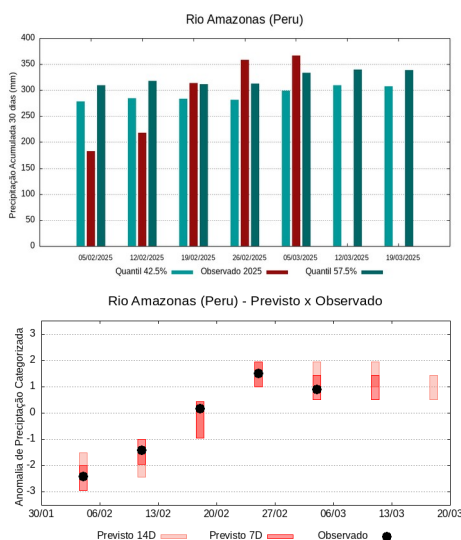 Rio Amazonas (Peru)
Precipitação Acumulada 30 dias (mm)
400
350
300
250
200
150
100
50
0
05/02/2025 12/02/2025 19/02/2025 26/02/2025 05/03/2025 12/03/2025 19/03/2025
Quantil 42.5% Observado 2025 Quantil 57.5%
Rio Amazonas (Peru) - Previsto x Observado
Anomalia de Precipitação Categorizada
3
2
1
0
-1
-2
-3
30/01 06/02 13/02 20/02 27/02 06/03 13/03 20/03
Previsto 14D Previsto 7D Observado